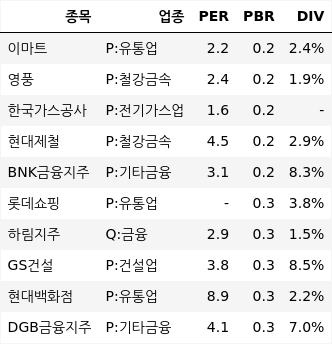 종목 업종 PER PBR DIV
이마트 P:유통업 2.2 0.2 2.4%
영풍 P:철강금속 2.4 0.2 1.9%
한국가스공사 P:전기가스업 1.6 0.2 -
현대제철 P:철강금속 4.5 0.2 2.9%
BNK금융지주 P:기타금융 3.1 0.2 8.3%
롯데쇼핑 P:유통업 - 0.3 3.8%
하림지주 Q:금융 2.9 0.3 1.5%
GS건설 P:건설업 3.8 0.3 8.5%
현대백화점 P:유통업 8.9 0.3 2.2%
DGB금융지주 P:기타금융 4.1 0.3 7.0%